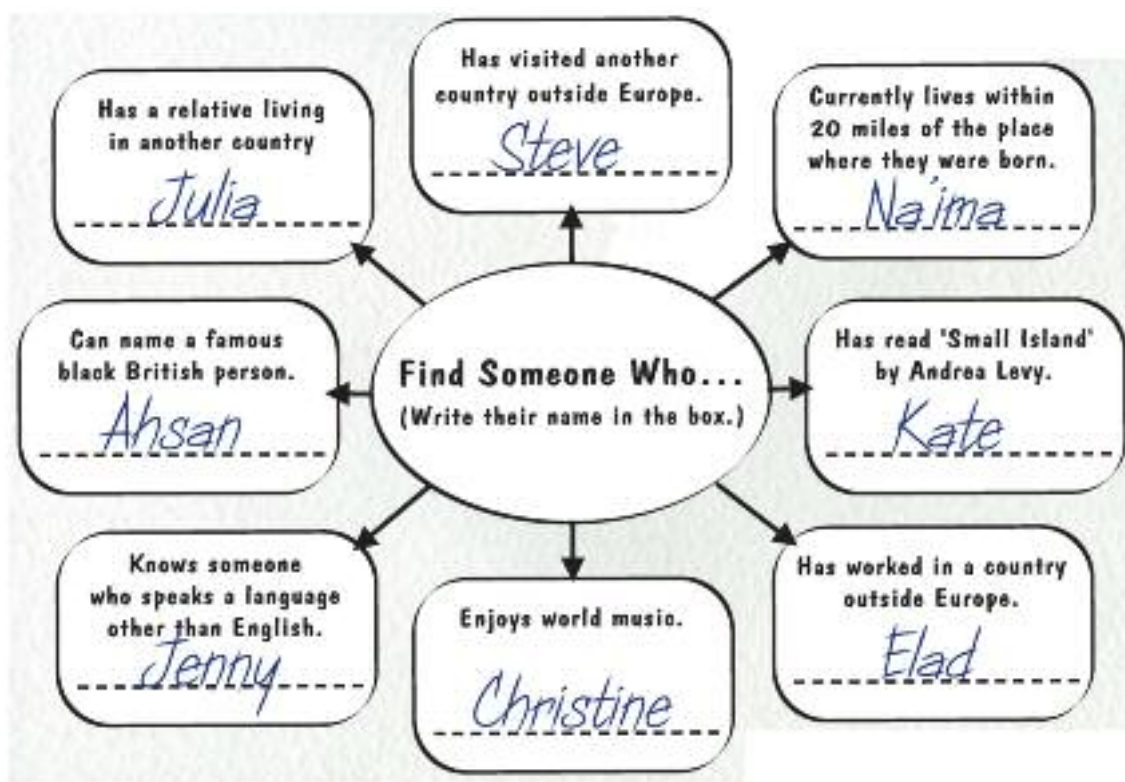 Has visited another
country outside Europe.
Steve
Has a relative living
in another country
Julia
Currently lives within
20 miles of the place
where they were born.
Na'ima
Can name a famous
black British person.
Ahsan
Find Someone Who...
(Write their name in the box.)
Has read 'Small Island'
by Andrea Levy.
Kate
Knows someone
who speaks a language
other than English.
Jenny
Enjoys world music.
Christine
Has worked in a country
outside Europe.
Elad